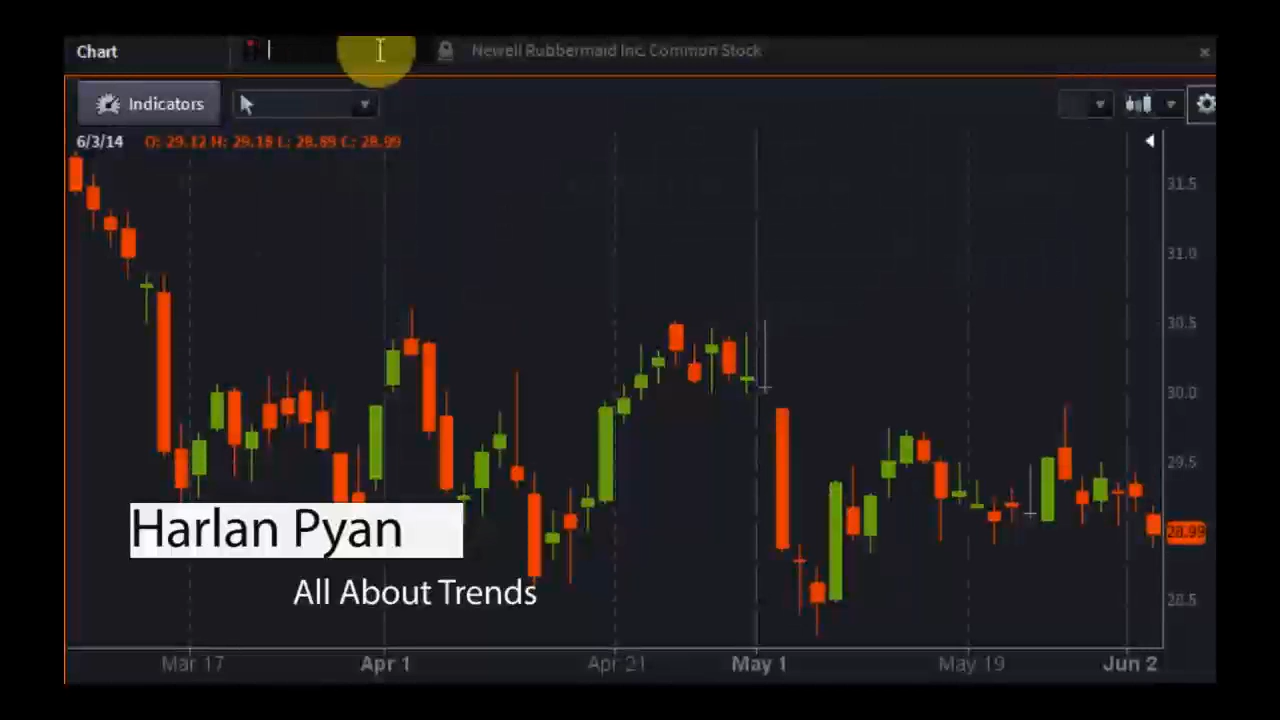 Chart
Newell Rubbermaid Inc. Common Stock
Indicators
6/3/14 O: 29.12 H: 29.18 L: 28.89 C: 28.99
31.5
31.0
30.5
30.0
29.5
28.99
28.5
Harlan Pyan
All About Trends
Mar 17 Apr 1 Apr 21 May 1 May 19 Jun 2